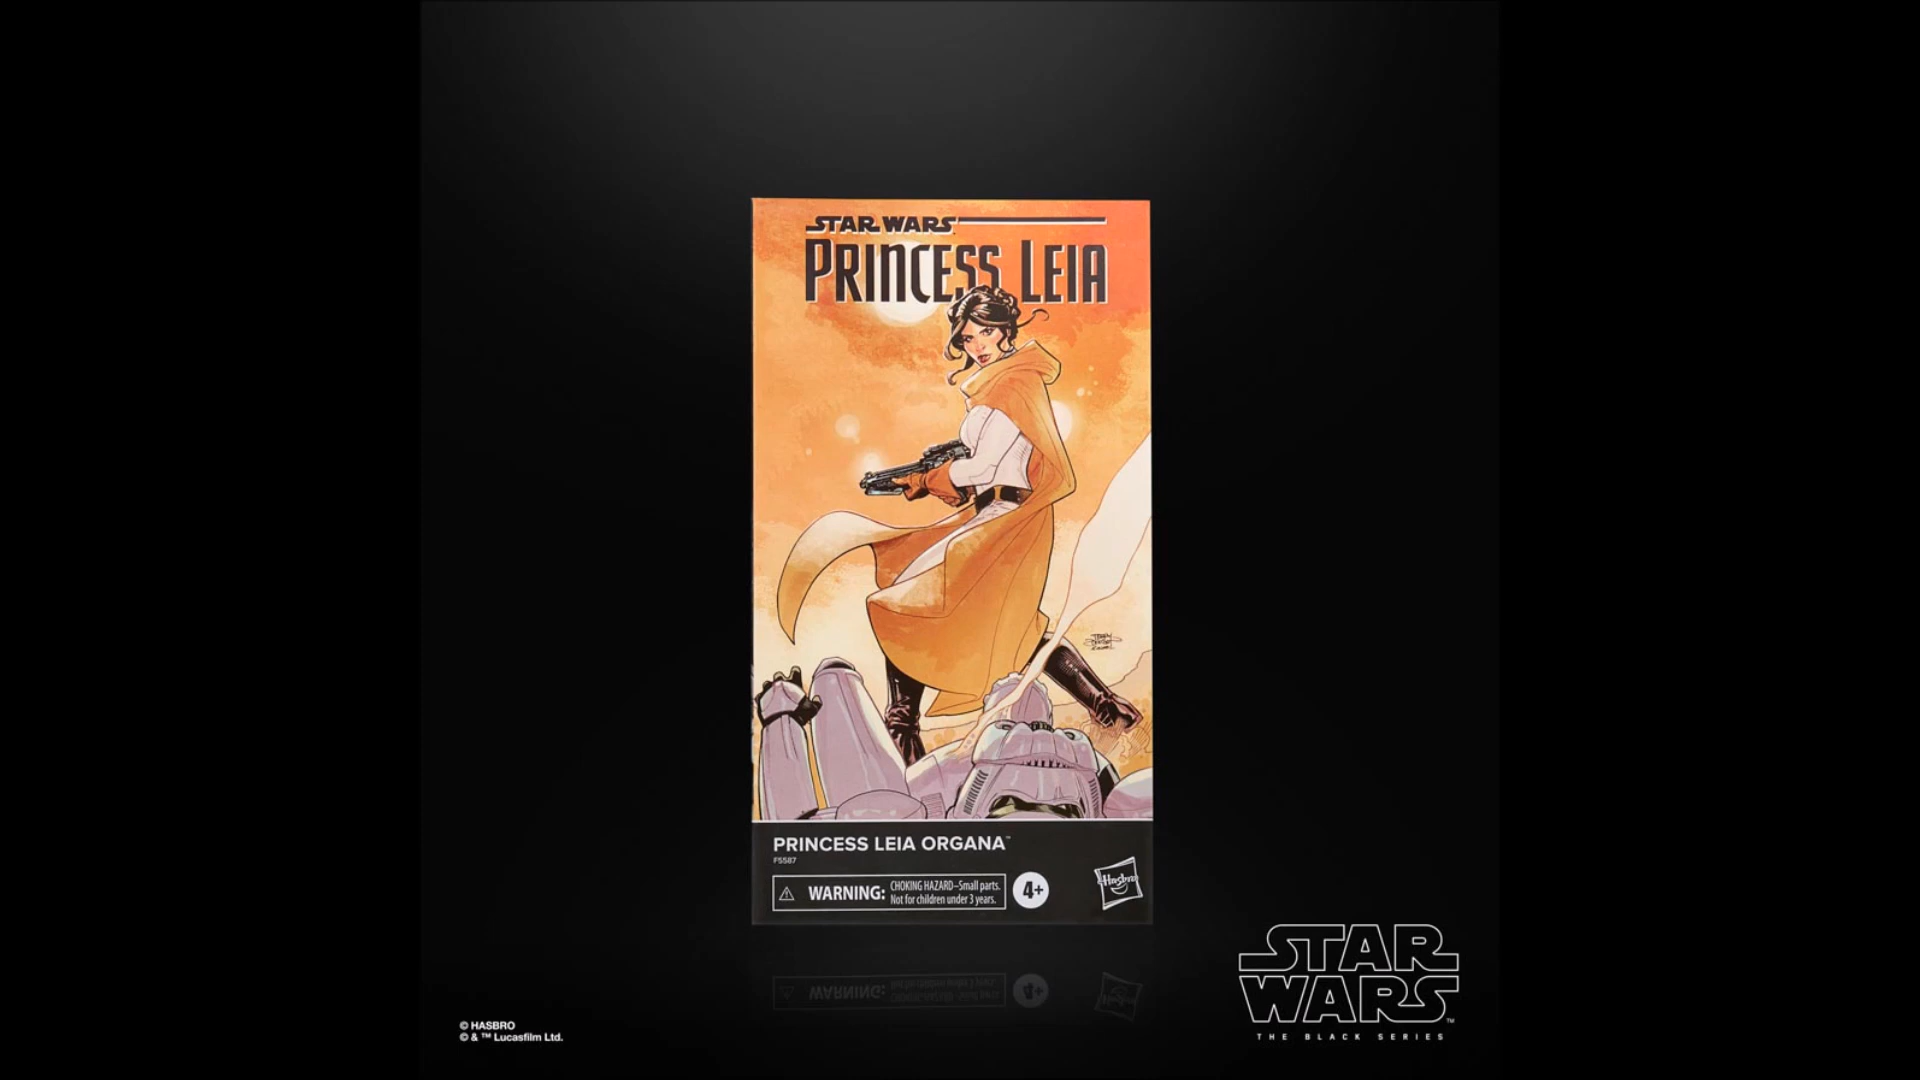 STAR WARS
PRINCESS LEIA
PRINCESS LEIA ORGANA™
F5587
WARNING: CHOKING HAZARD–Small parts.
Not for children under 3 years.
4+
Hasbro
© HASBRO
© & ™ Lucasfilm Ltd.
STAR
WARS™
THE BLACK SERIES